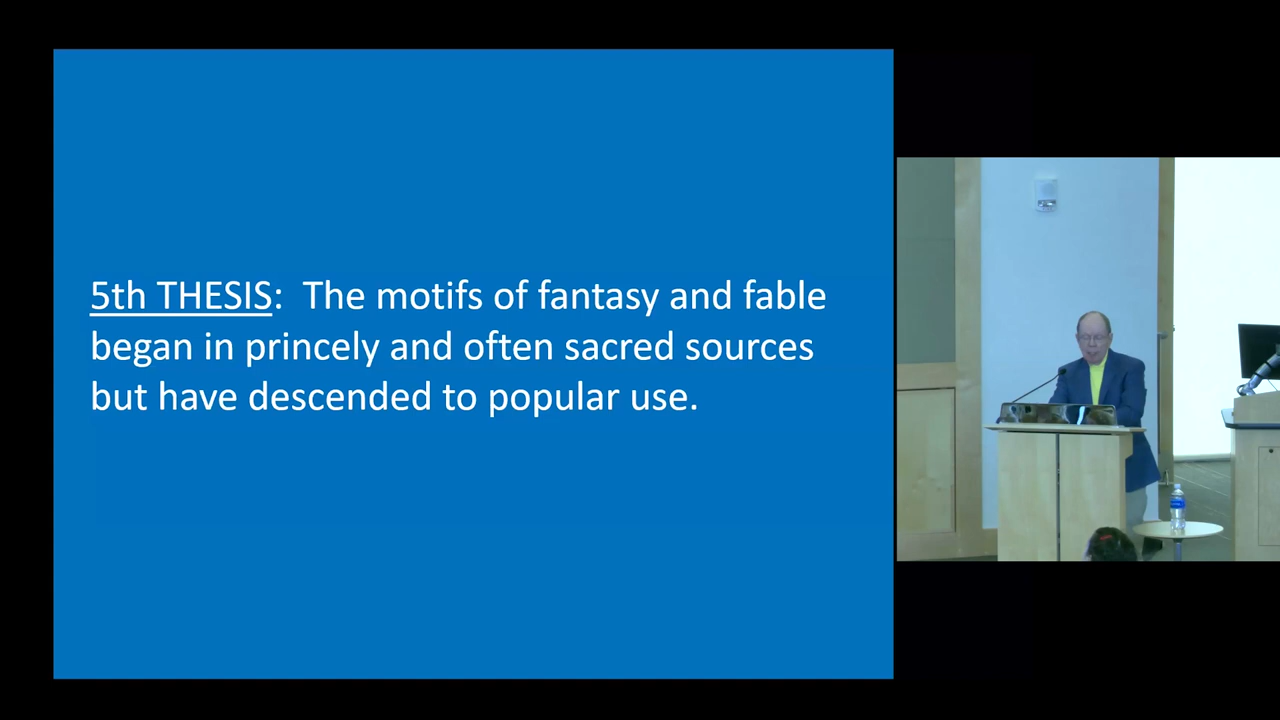 5th THESIS: The motifs of fantasy and fable
began in princely and often sacred sources
but have descended to popular use.